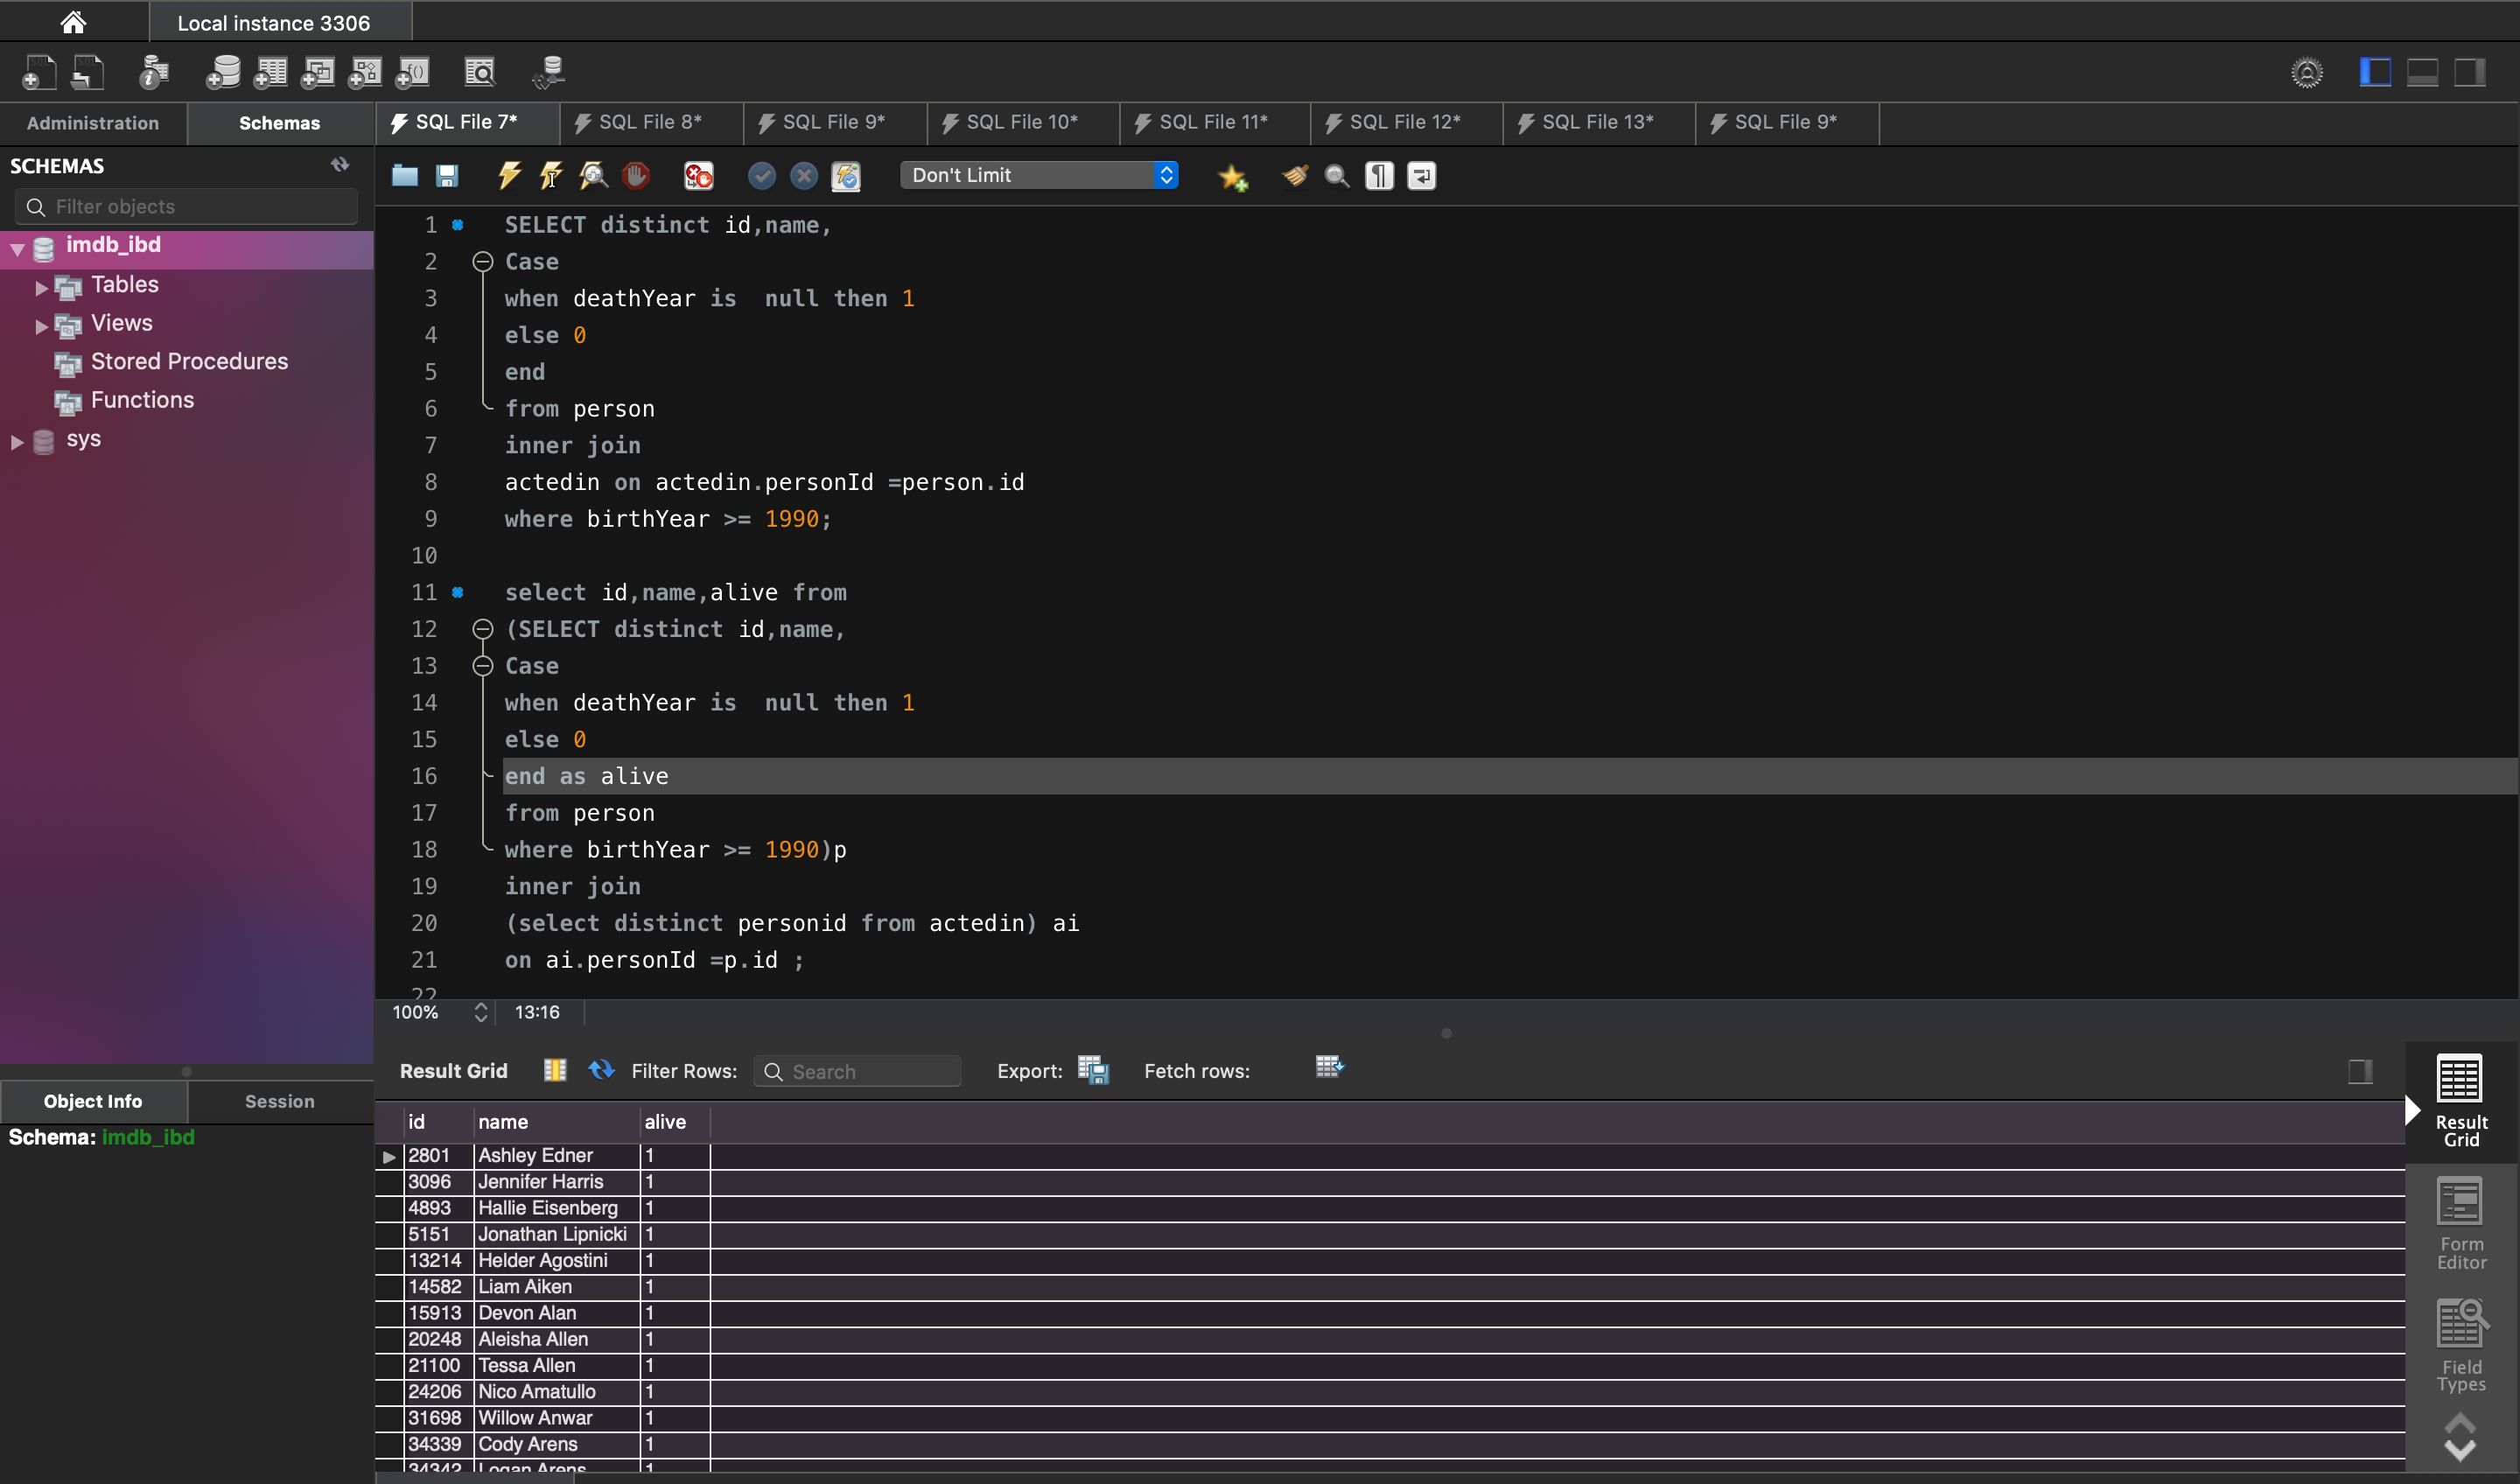 Local instance 3306
Administration
Schemas
SQL File 7*
SQL File 8*
SQL File 9*
SQL File 10*
SQL File 11*
SQL File 12*
SQL File 13*
SQL File 9*
SCHEMAS
Filter objects
imdb_ibd
Tables
Views
Stored Procedures
Functions
sys
Don't Limit
1 SELECT distinct id,name,
2 Case
3 when deathYear is  null then 1
4 else 0
5 end
6 from person
7 inner join
8 actedin on actedin.personId =person.id
9 where birthYear >= 1990;
10
11 select id,name,alive from
12 (SELECT distinct id,name,
13 Case
14 when deathYear is  null then 1
15 else 0
16 end as alive
17 from person
18 where birthYear >= 1990)p
19 inner join
20 (select distinct personid from actedin) ai
21 on ai.personId =p.id ;
22
100% 13:16
Result Grid Filter Rows: Search Export: Fetch rows:
id name alive
2801 Ashley Edner 1
3096 Jennifer Harris 1
4893 Hallie Eisenberg 1
5151 Jonathan Lipnicki 1
13214 Helder Agostini 1
14582 Liam Aiken 1
15913 Devon Alan 1
20248 Aleisha Allen 1
21100 Tessa Allen 1
24206 Nico Amatullo 1
31698 Willow Anwar 1
34339 Cody Arens 1
34342 Logan Arens 1
Object Info
Session
Schema: imdb_ibd
Result
Grid
Form
Editor
Field
Types